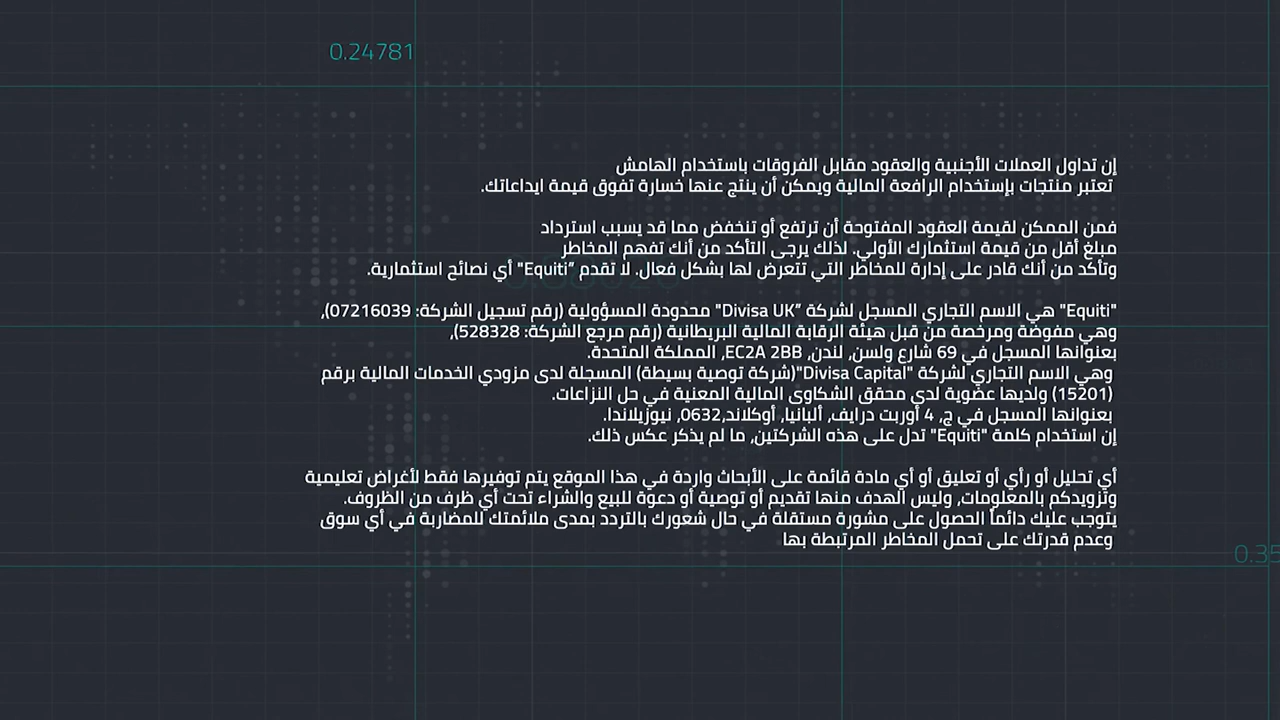 0.24781
إن تداول العملات الأجنبية والعقود مقابل الفروقات باستخدام الهامش
تعتبر منتجات بإستخدام الرافعة المالية ويمكن أن ينتج عنها خسارة تفوق قيمة ايداعاتك.
فمن الممكن لقيمة العقود المفتوحة أن ترتفع أو تنخفض مما قد يسبب استرداد
مبلغ أقل من قيمة استثمارك الأولي. لذلك يرجى التأكد من أنك تفهم المخاطر
وتأكد من أنك قادر على إدارة للمخاطر التي تتعرض لها بشكل فعال. لا تقدم "Equiti" أي نصائح استثمارية.
"Equiti" هي الاسم التجاري المسجل لشركة "Divisa UK" محدودة المسؤولية (رقم تسجيل الشركة: 07216039)،
وهي مفوضة ومرخصة من قبل هيئة الرقابة المالية البريطانية (رقم مرجع الشركة: 528328)،
بعنوانها المسجل في 69 شارع ولسن، لندن، EC2A 2BB، المملكة المتحدة.
وهي الاسم التجاري لشركة "Divisa Capital"(شركة توصية بسيطة) المسجلة لدى مزودي الخدمات المالية برقم
(15201) ولديها عضوية لدى محقق الشكاوى المالية المعنية في حل النزاعات.
بعنوانها المسجل في ج، 4 أوربت درايف، ألبانيا، أوكلاند،0632، نيوزيلاندا.
إن استخدام كلمة "Equiti" تدل على هذه الشركتين، ما لم يذكر عكس ذلك.
أي تحليل أو رأي أو تعليق أو أي مادة قائمة على الأبحاث واردة في هذا الموقع يتم توفيرها فقط لأغراض تعليمية
وتزويدكم بالمعلومات، وليس الهدف منها تقديم أو توصية أو دعوة للبيع والشراء تحت أي ظرف من الظروف.
يتوجب عليك دائماً الحصول على مشورة مستقلة في حال شعورك بالتردد بمدى ملائمتك للمضاربة في أي سوق
وعدم قدرتك على تحمل المخاطر المرتبطة بها
0.35